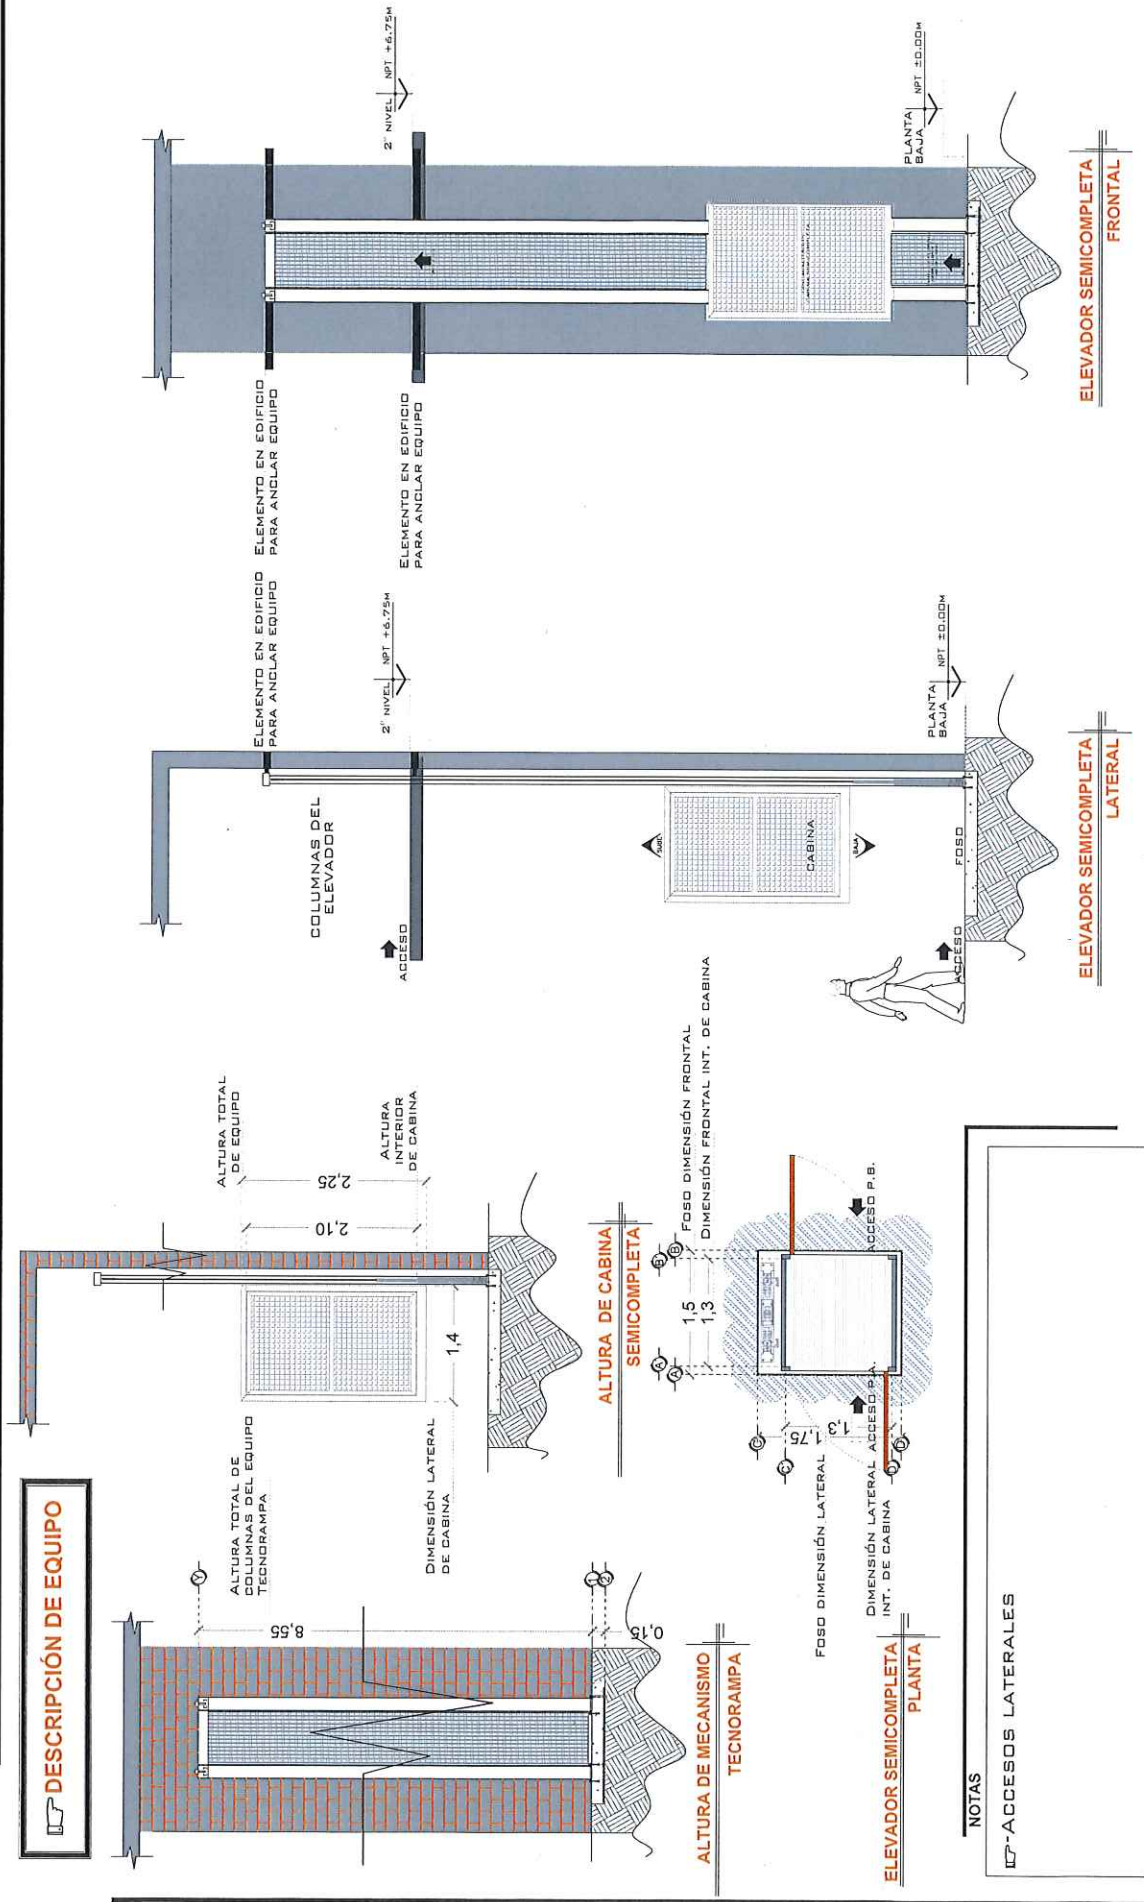 DESCRIPCIÓN DE EQUIPO
8,55
0,15
Y
1
2
ALTURA TOTAL DE
COLUMNAS DEL EQUIPO
TECNORAMPA
ALTURA DE MECANISMO
TECNORAMPA
ALTURA TOTAL
DE EQUIPO
2,25
2,10
ALTURA
INTERIOR
DE CABINA
1,4
DIMENSIÓN LATERAL
DE CABINA
ALTURA DE CABINA
SEMICOMPLETA
FOSO DIMENSIÓN FRONTAL
DIMENSIÓN FRONTAL INT. DE CABINA
A
A
B
B
1,5
1,3
C
C
D
D
1,75
1,3
FOSO DIMENSIÓN LATERAL
DIMENSIÓN LATERAL
INT. DE CABINA
ACCESO P.A.
ACCESO P.B.
ELEVADOR SEMICOMPLETA
PLANTA
ELEMENTO EN EDIFICIO
PARA ANCLAR EQUIPO
COLUMNAS DEL
ELEVADOR
2° NIVEL
NPT +6.75M
ACCESO
SUBE
CABINA
BAJA
FOSO
ACCESO
PLANTA
BAJA
NPT ±0.00M
ELEVADOR SEMICOMPLETA
LATERAL
ELEMENTO EN EDIFICIO
PARA ANCLAR EQUIPO
ELEMENTO EN EDIFICIO
PARA ANCLAR EQUIPO
2° NIVEL
NPT +6.75M
PLANTA
BAJA
NPT ±0.00M
ELEVADOR SEMICOMPLETA
FRONTAL
NOTAS
-ACCESOS LATERALES